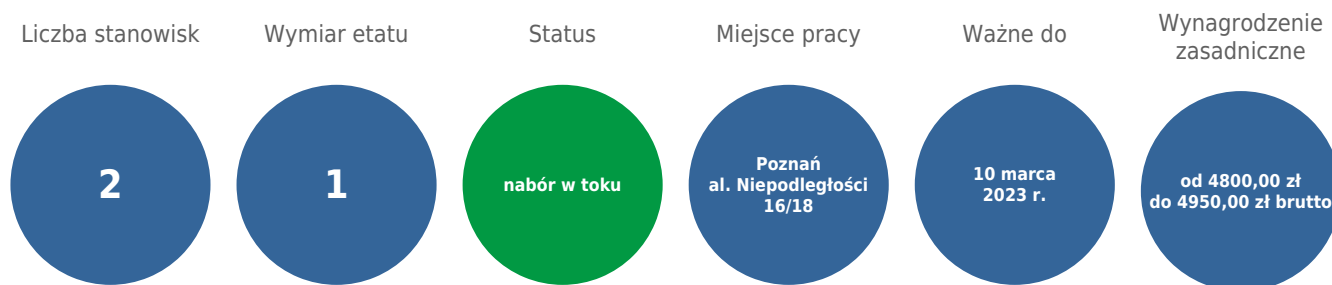 Liczba stanowisk
2
Wymiar etatu
1
Status
nabór w toku
Miejsce pracy
Poznań
al. Niepodległości
16/18
Ważne do
10 marca
2023 r.
Wynagrodzenie
zasadnicze
od 4800,00 zł
do 4950,00 zł brutto